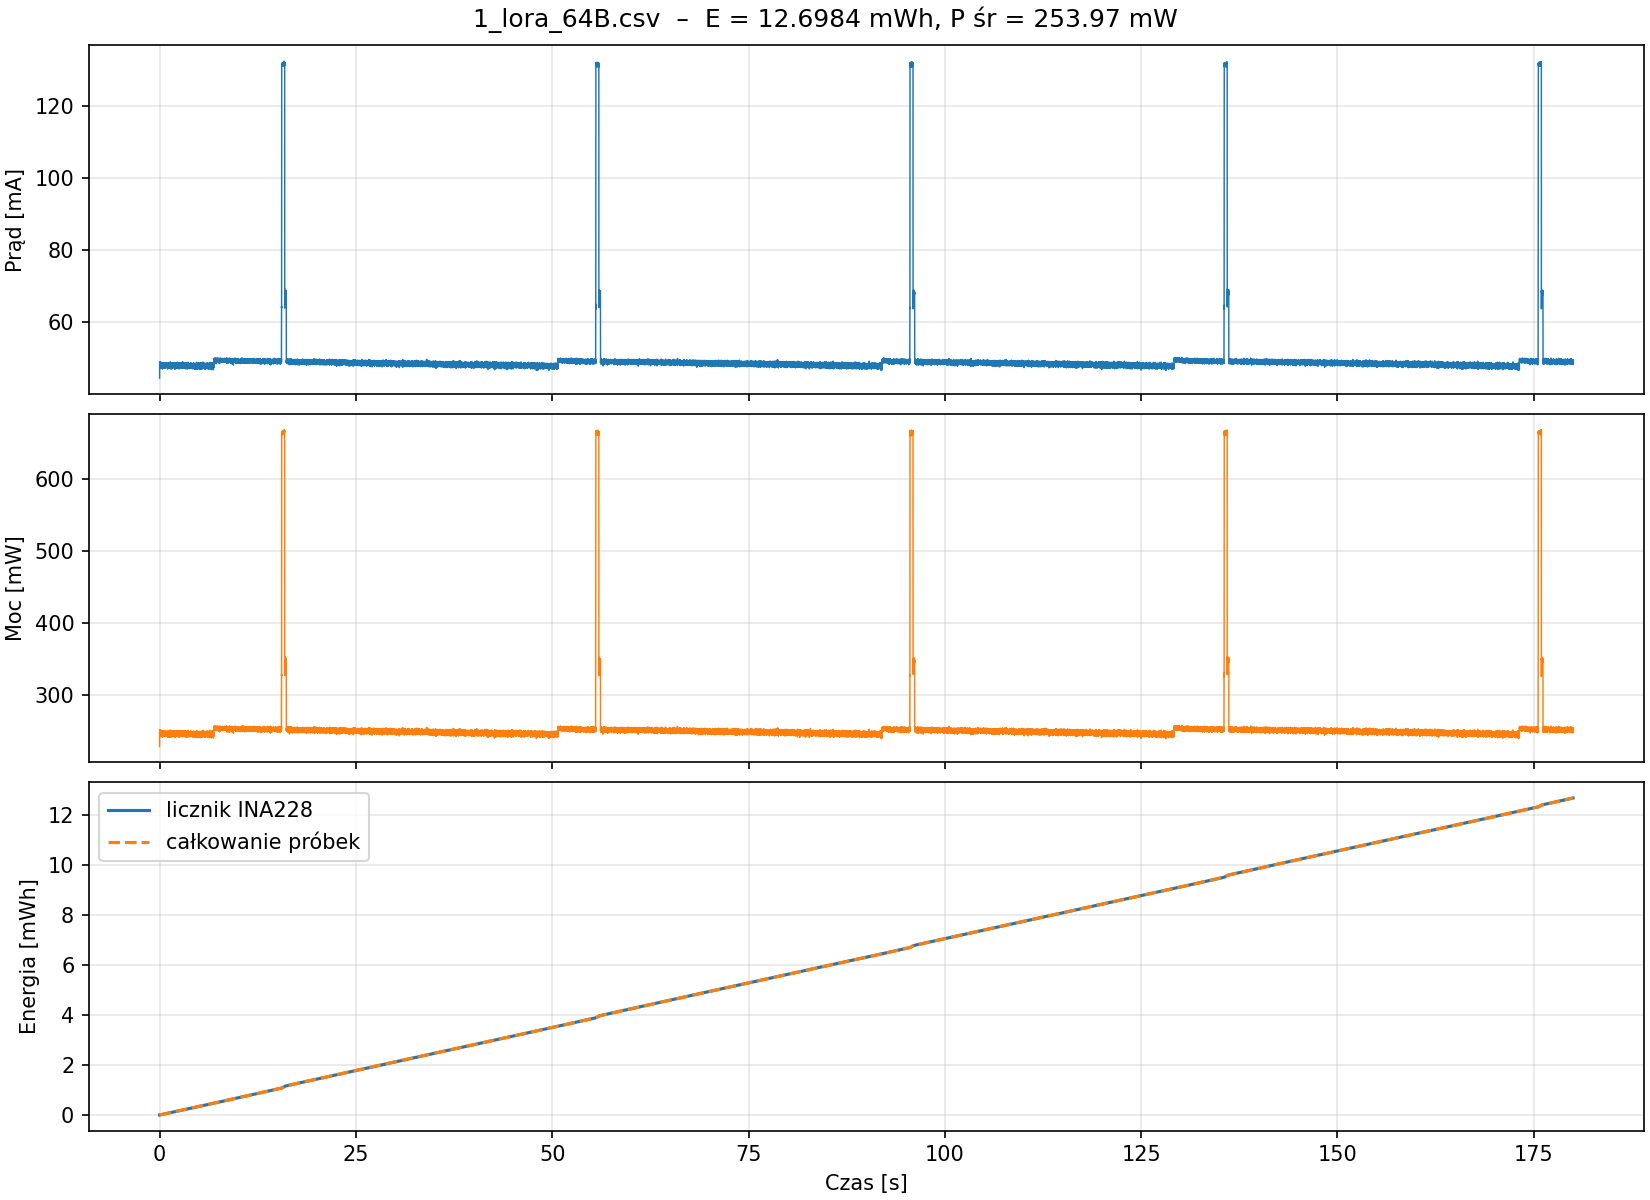 1_lora_64B.csv – E = 12.6984 mWh, P śr = 253.97 mW
Prąd [mA]
120
100
80
60
Moc [mW]
600
500
400
300
Energia [mWh]
licznik INA228
całkowanie próbek
12
10
8
6
4
2
0
0 25 50 75 100 125 150 175
Czas [s]